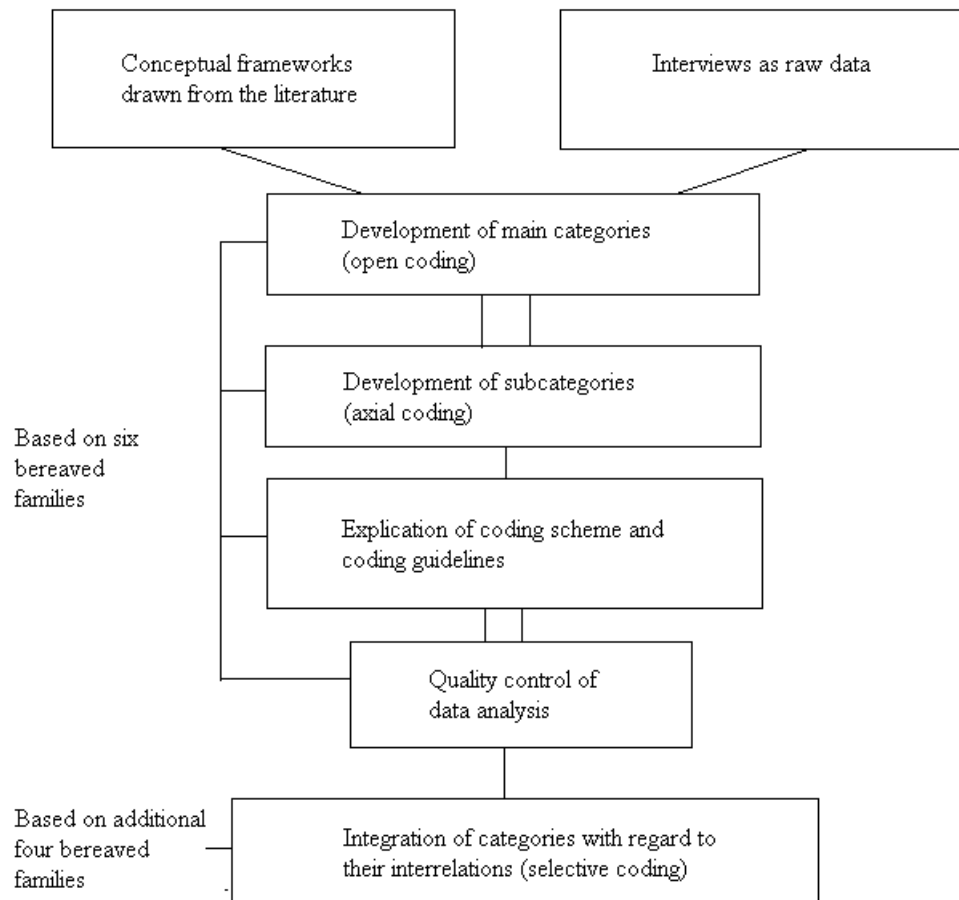 Conceptual frameworks
drawn from the literature
Interviews as raw data
Development of main categories
(open coding)
Development of subcategories
(axial coding)
Based on six
bereaved
families
Explication of coding scheme and
coding guidelines
Quality control of
data analysis
Based on additional
four bereaved
families
Integration of categories with regard to
their interrelations (selective coding)